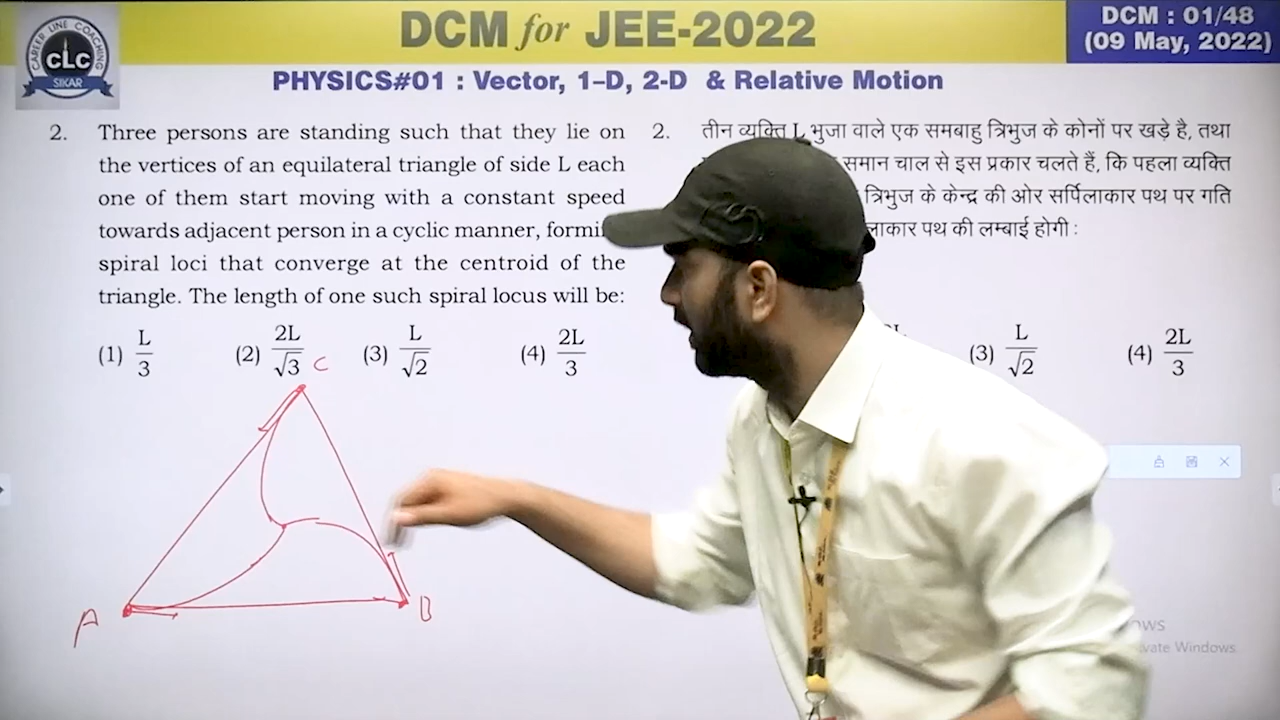 DCM for JEE-2022
DCM : 01/48
(09 May, 2022)
CAREER LINE COACHING
CLC
SIKAR
PHYSICS#01 : Vector, 1–D, 2-D & Relative Motion
2. Three persons are standing such that they lie on
the vertices of an equilateral triangle of side L each
one of them start moving with a constant speed
towards adjacent person in a cyclic manner,
spiral loci that converge at the centroid of the
triangle. The length of one such spiral locus will be:
(1) L/3 (2) 2L/√3 (3) L/√2 (4) 2L/3
2. तीन व्यक्ति L भुजा वाले एक समबाहु त्रिभुज के कोनों पर खड़े है, तथा
समान चाल से इस प्रकार चलते हैं, कि पहला व्यक्ति
त्रिभुज के केन्द्र की ओर सर्पिलाकार पथ पर गति
पथ की लम्बाई होगी :
(3) L/√2 (4) 2L/3
C
A
B